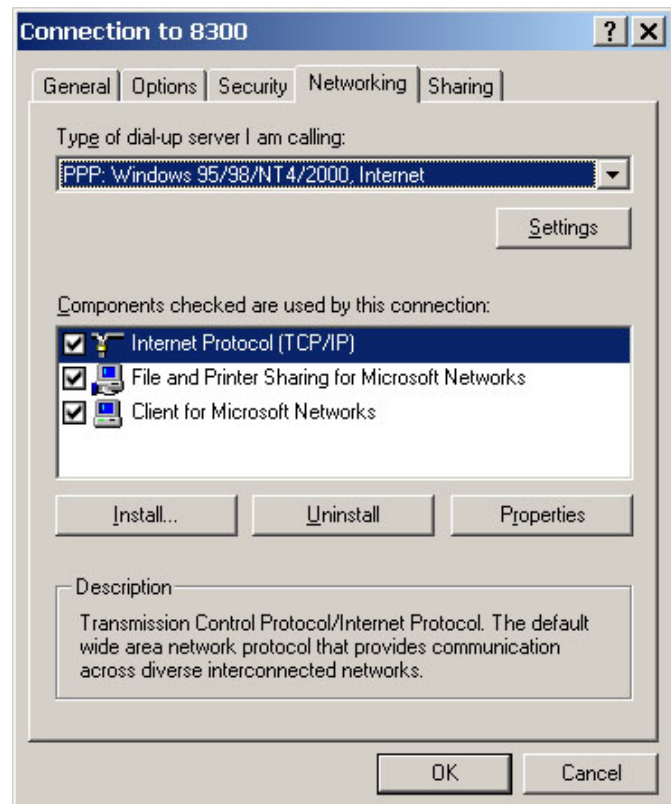 Connection to 8300
General Options Security Networking Sharing
Type of dial-up server I am calling:
PPP: Windows 95/98/NT4/2000, Internet
Settings
Components checked are used by this connection:
Internet Protocol (TCP/IP)
File and Printer Sharing for Microsoft Networks
Client for Microsoft Networks
Install... Uninstall Properties
Description
Transmission Control Protocol/Internet Protocol. The default
wide area network protocol that provides communication
across diverse interconnected networks.
OK Cancel